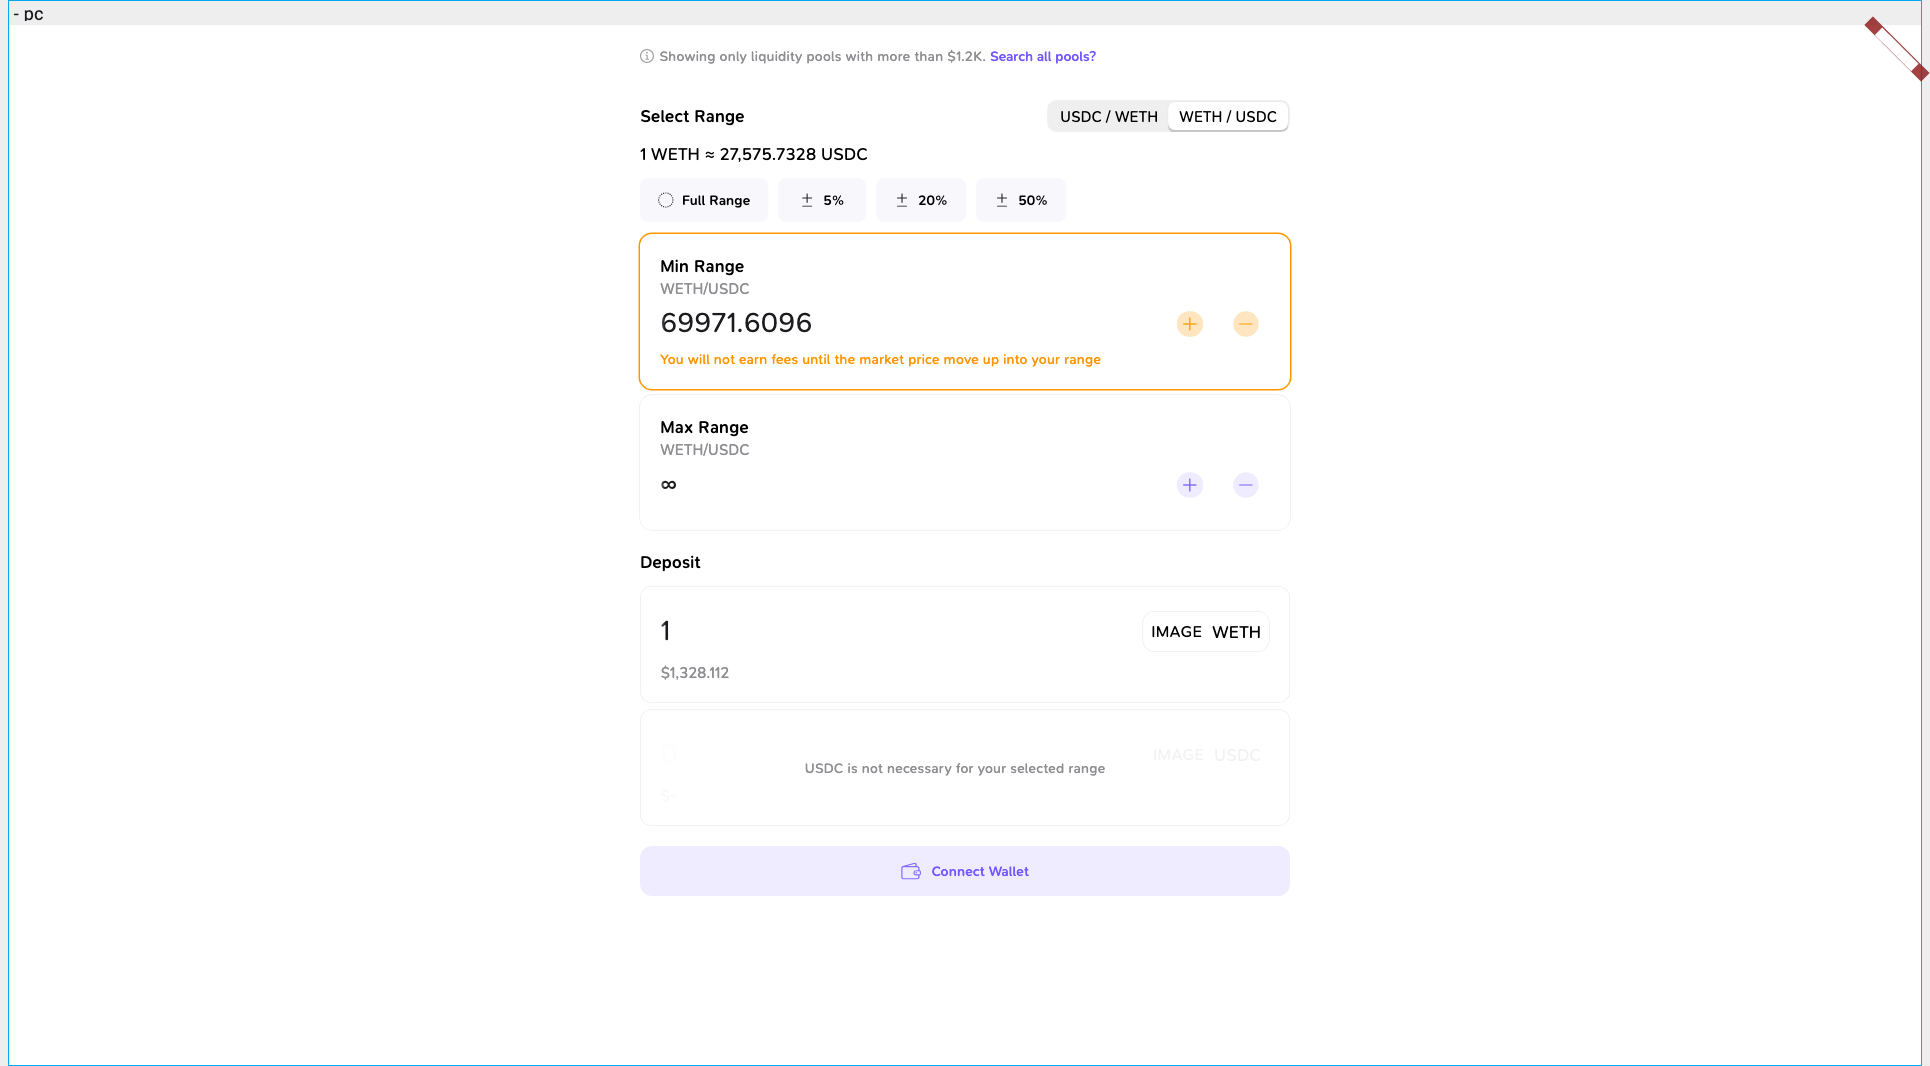 - pc
Showing only liquidity pools with more than $1.2K. Search all pools?
Select Range
USDC / WETH WETH / USDC
1 WETH ≈ 27,575.7328 USDC
Full Range ± 5% ± 20% ± 50%
Min Range
WETH/USDC
69971.6096
You will not earn fees until the market price move up into your range
Max Range
WETH/USDC
∞
Deposit
1 IMAGE WETH
$1,328.112
IMAGE USDC
USDC is not necessary for your selected range
Connect Wallet